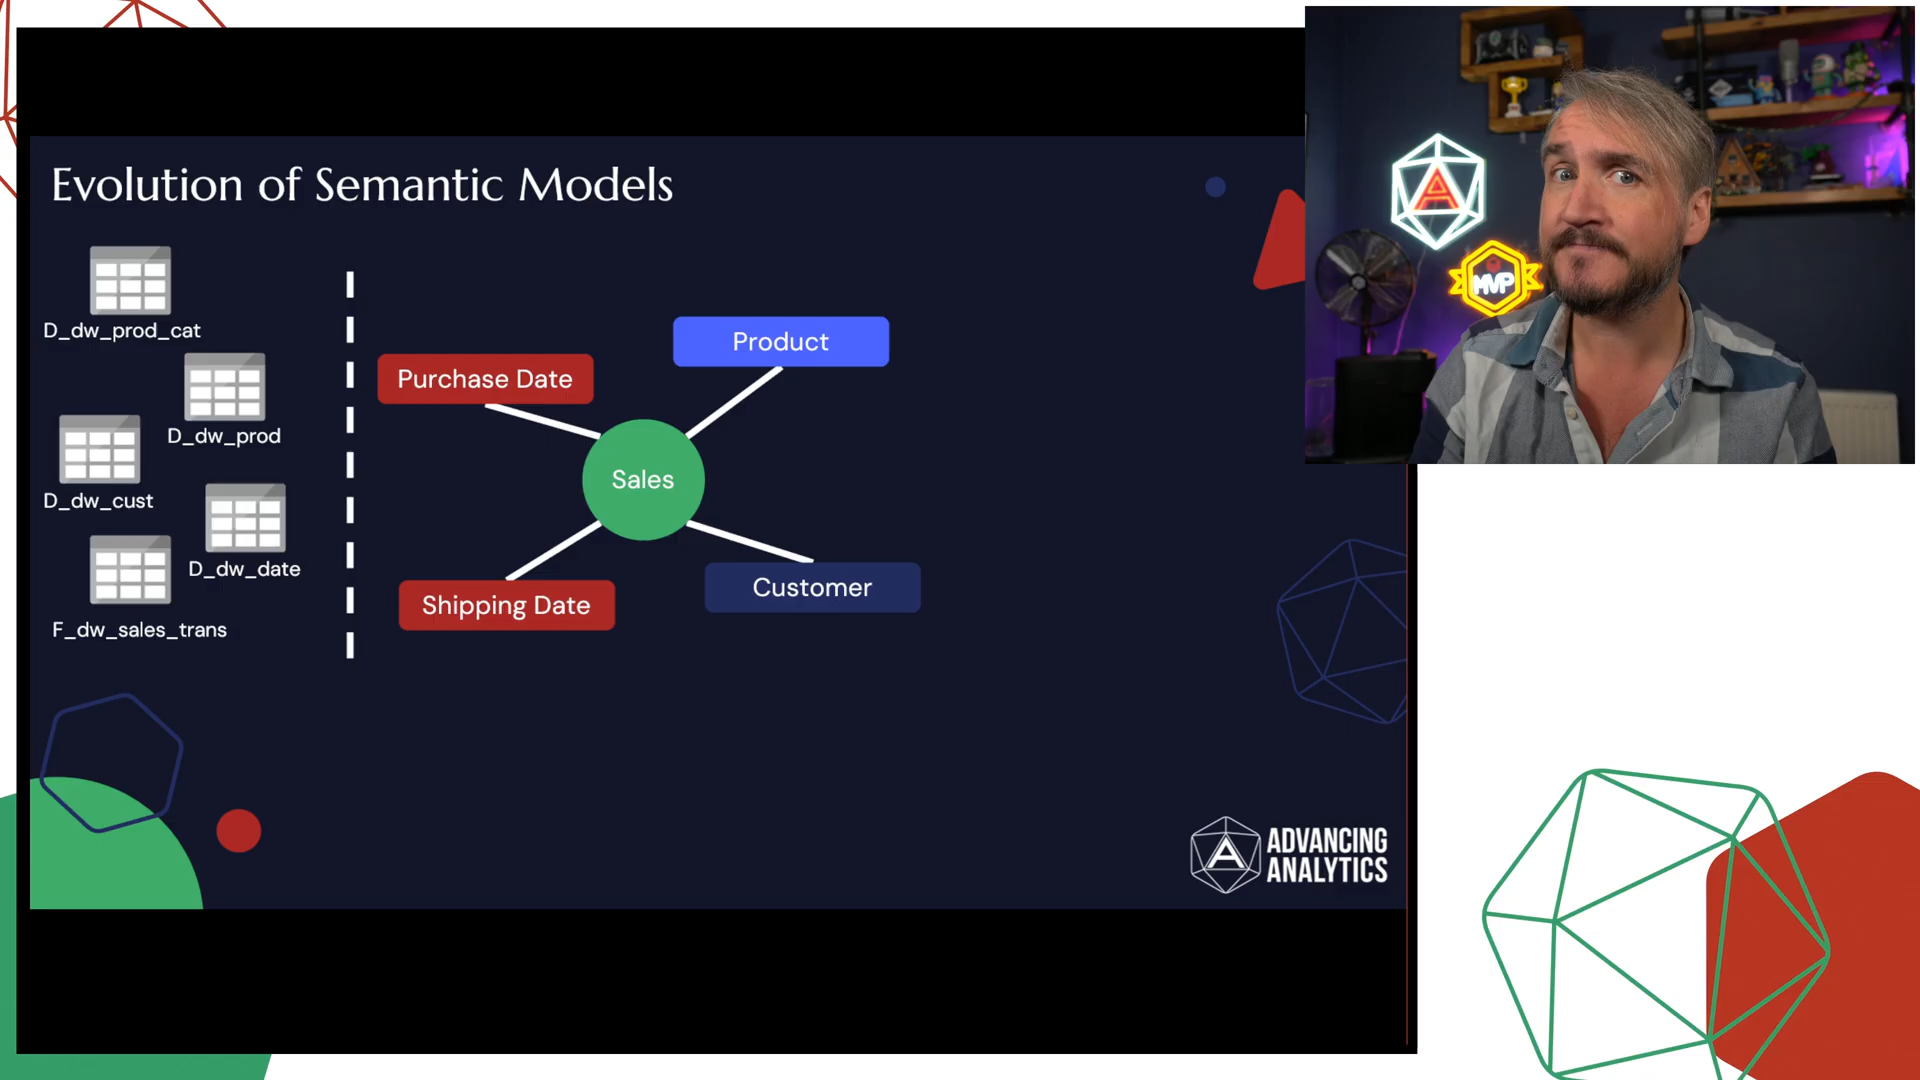 Evolution of Semantic Models
D_dw_prod_cat
D_dw_prod
D_dw_cust
D_dw_date
F_dw_sales_trans
Purchase Date
Product
Sales
Shipping Date
Customer
ADVANCING
ANALYTICS
A
MVP